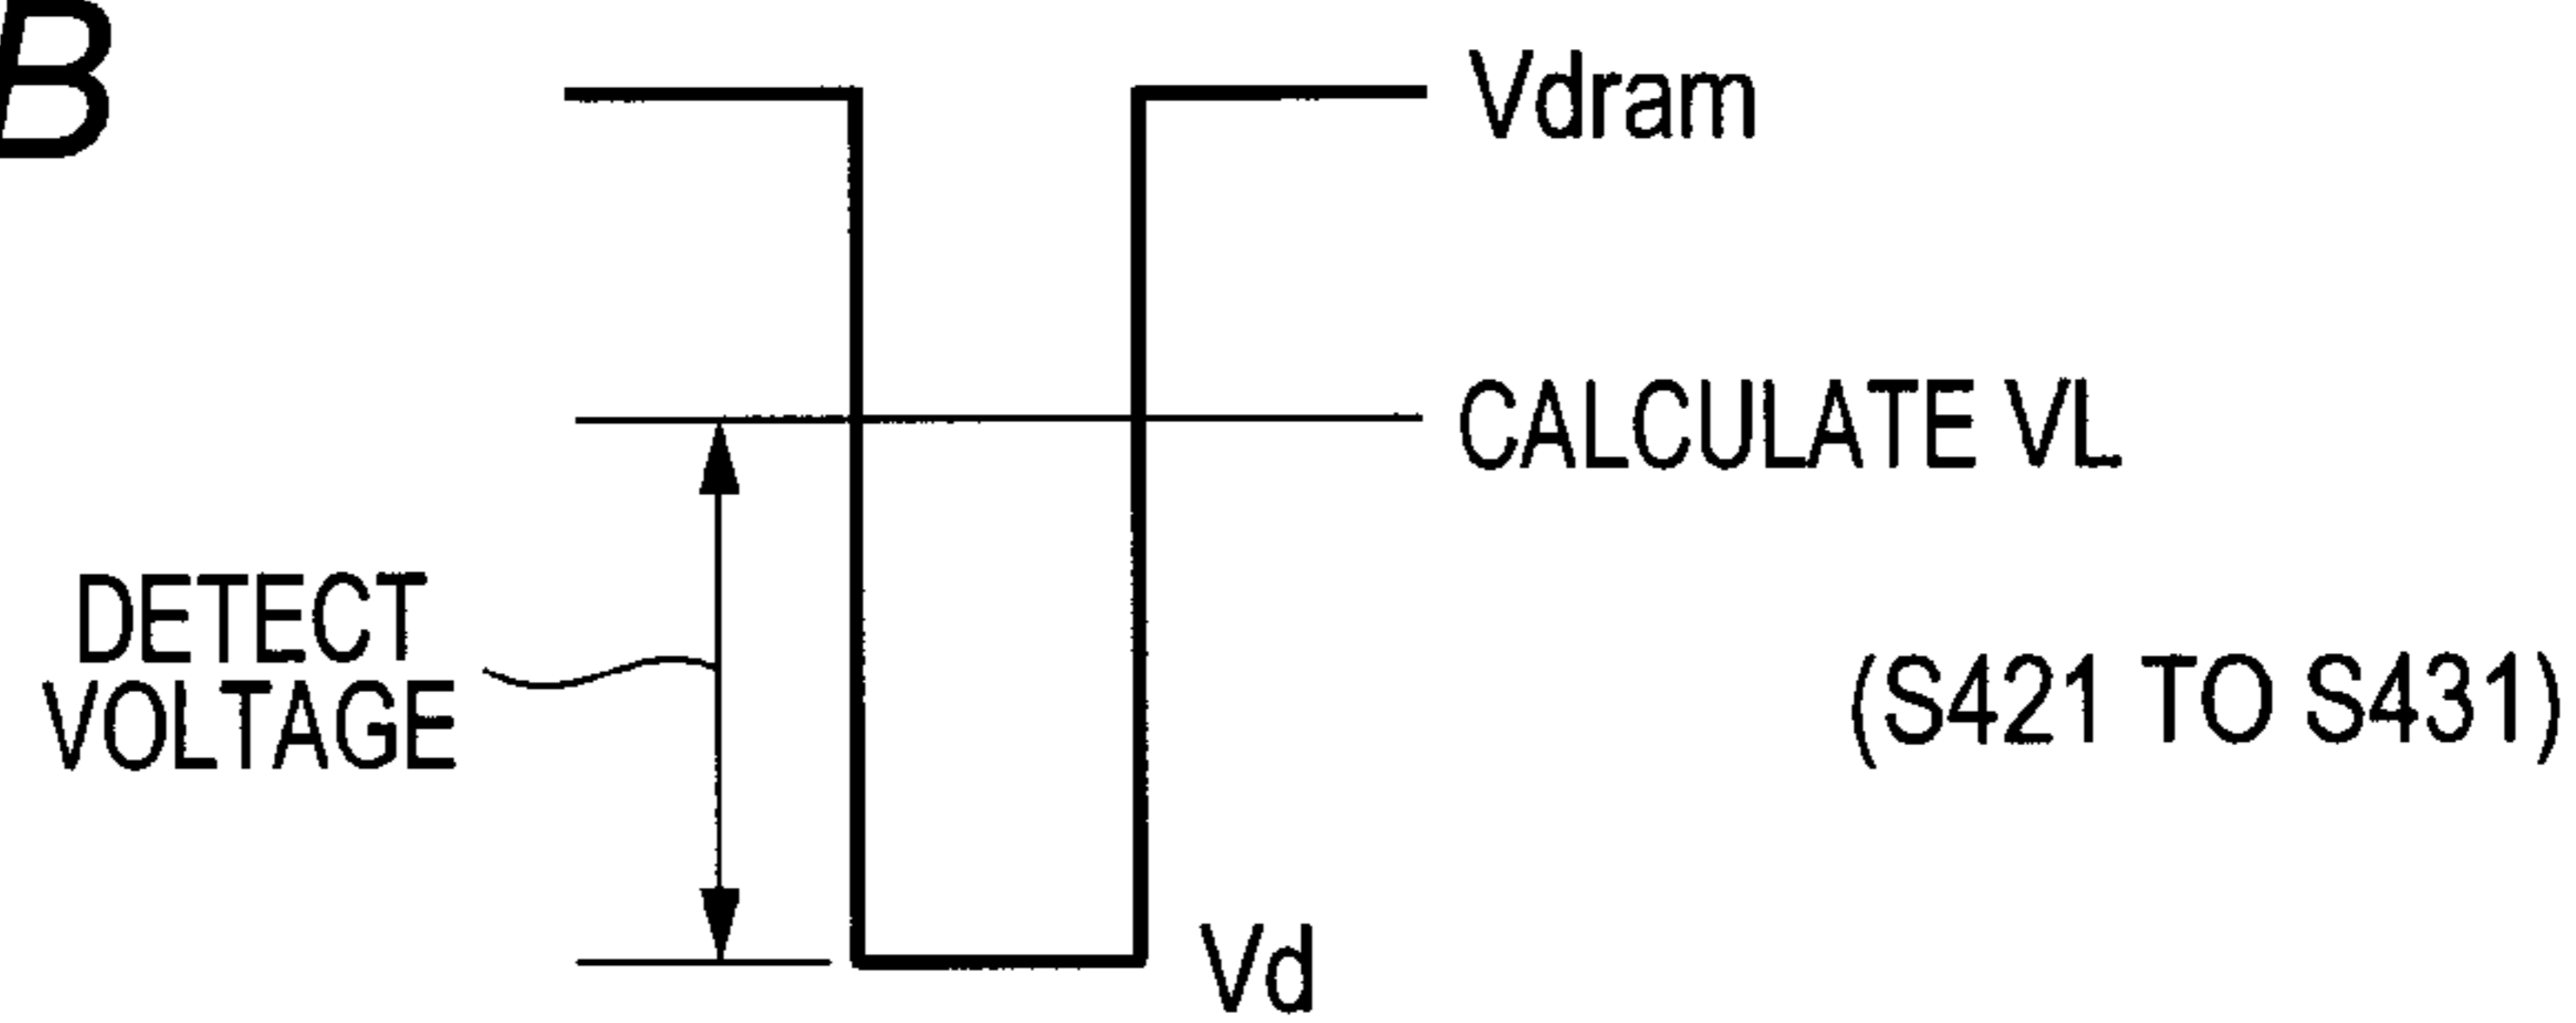 B
Vdram
CALCULATE VL
DETECT
VOLTAGE
(S421 TO S431)
Vd